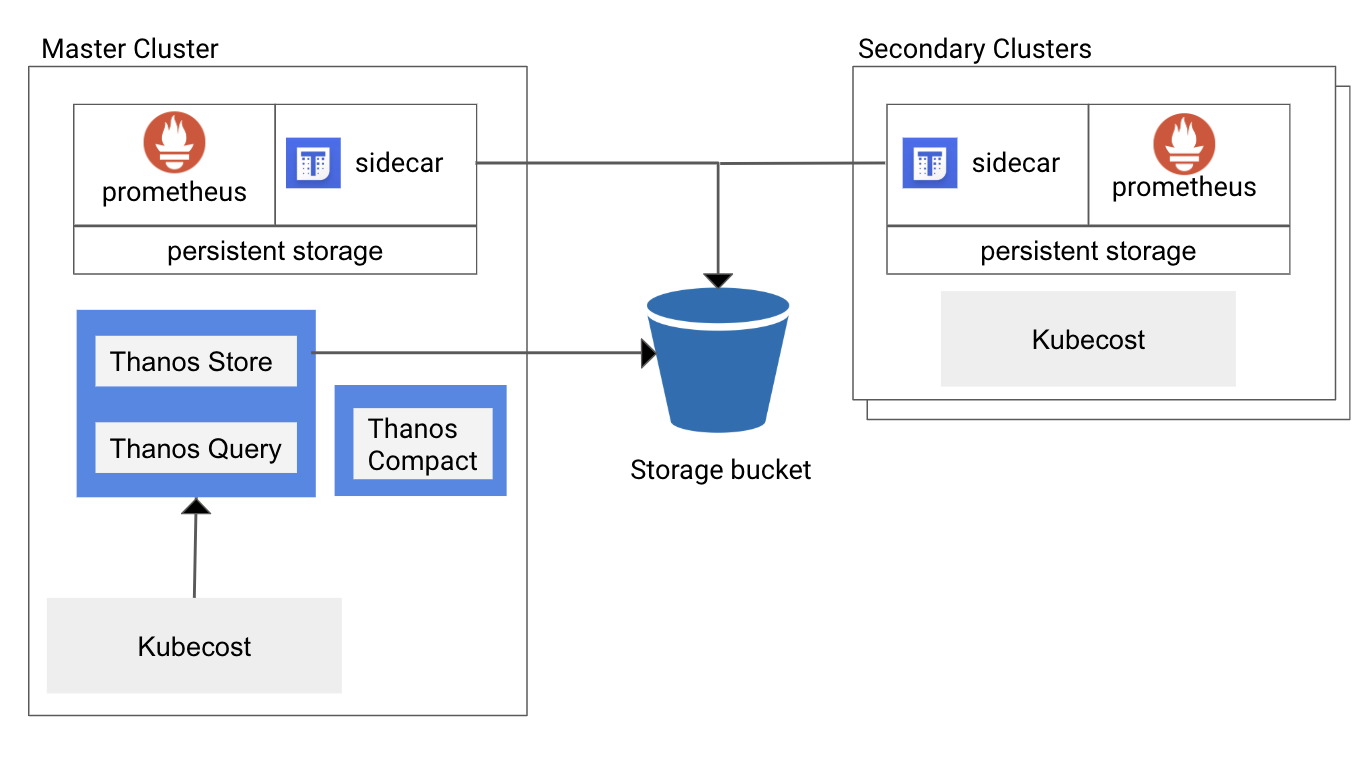 Master Cluster
prometheus
sidecar
persistent storage
Thanos Store
Thanos Query
Thanos
Compact
Kubecost
Storage bucket
Secondary Clusters
sidecar
prometheus
persistent storage
Kubecost